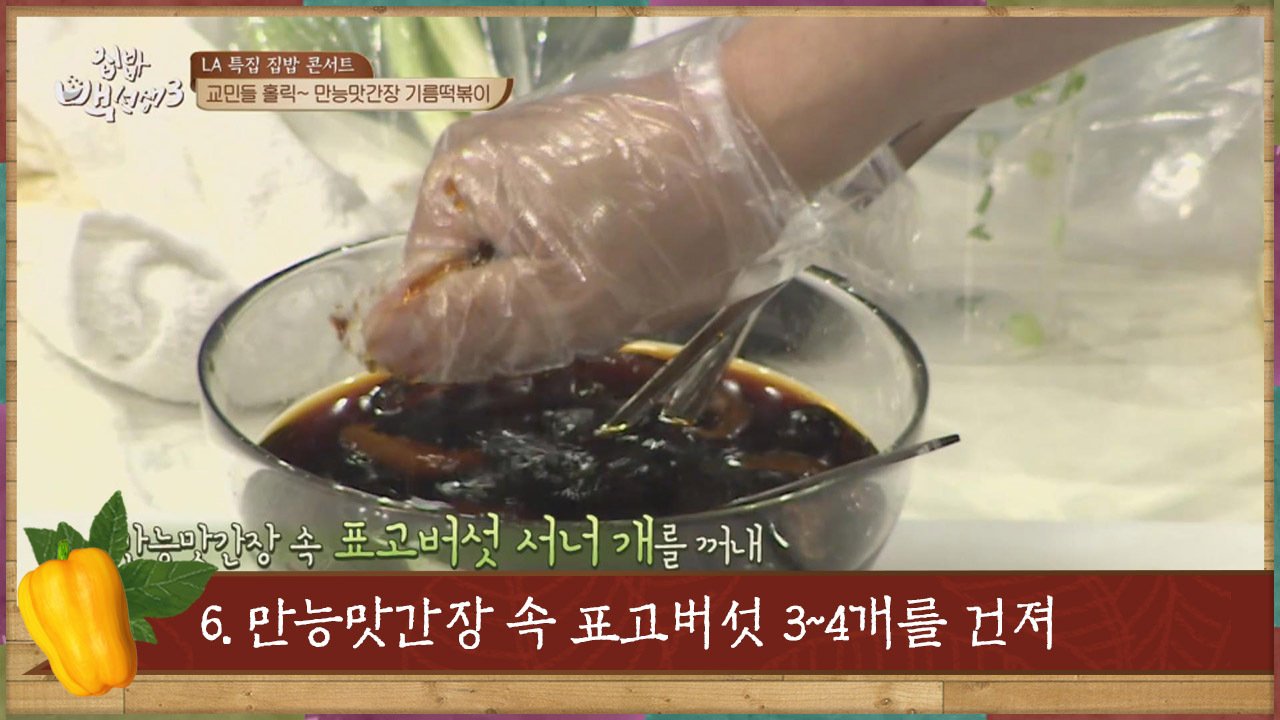 집밥
백선생3
LA 특집 집밥 콘서트
교민들 홀릭~ 만능맛간장 기름떡볶이
만능맛간장 속 표고버섯 서너 개를 꺼내
6. 만능맛간장 속 표고버섯 3~4개를 건져